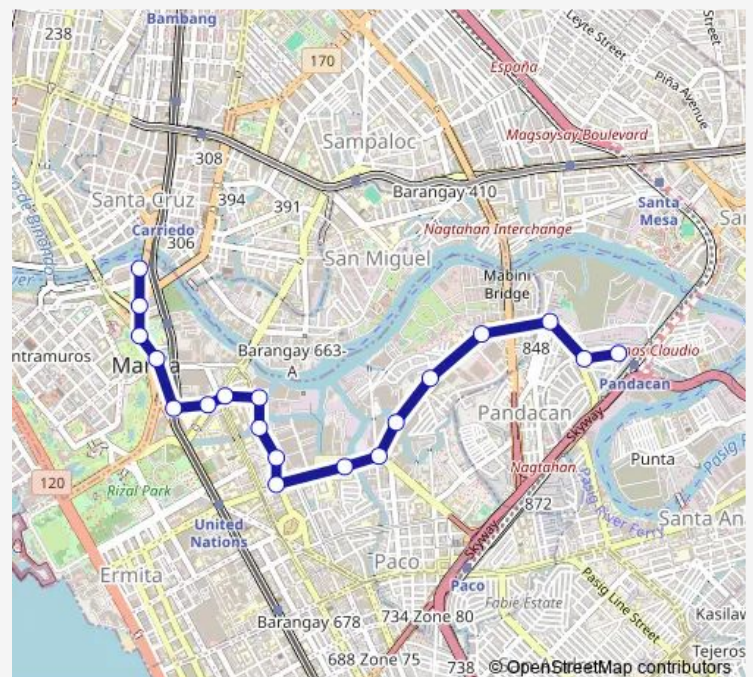 Bambang
238
170
Leyte Street
Street
España
Piña Avenue
Magsaysay Boulevard
Sampaloc
308
Barangay 410
Santa Cruz
394
391
Santa
Mesa
Carriedo
306
Nagtahan Interchange
San Miguel
Mabini
Bridge
ntramuros
Barangay 663-
A
848
os Claudio
Pandacan
Pandacan
Skyway
Nagtahan
Punta
120
Rizal Park
Pasig River Ferry
872
United
Nations
Santa An
Skyway
Ermita
Paco
Paco
Fabie Estate
Pasig Line Street
Barangay 678
734 Zone 80
Kasilaw
688 Zone 75
738
Tejeros
© OpenStreetMap contributors